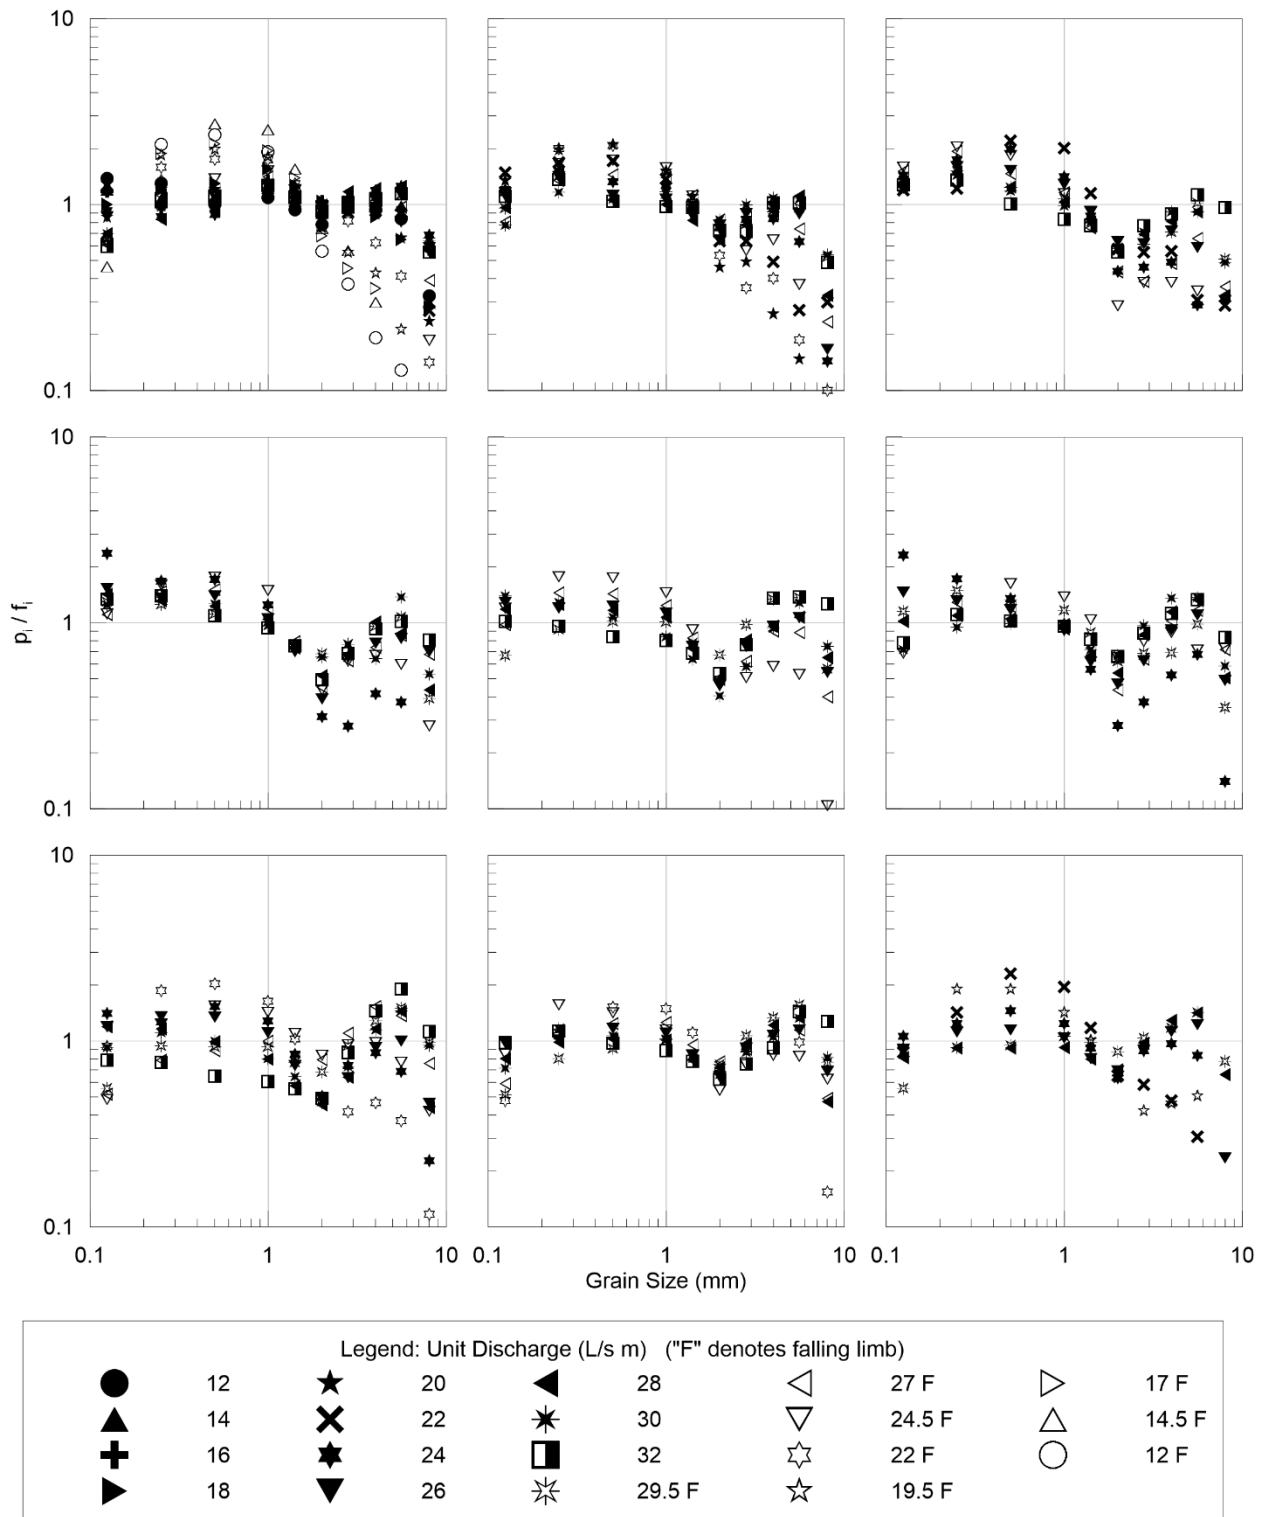 10
1
0.1
10
1
0.1
p_i / f_i
10
1
0.1
0.1 1 10 0.1 1 10 0.1 1 10
Grain Size (mm)
Legend: Unit Discharge (L/s m) ("F" denotes falling limb)
12 20 28 27 F 17 F
14 22 30 24.5 F 14.5 F
16 24 32 22 F 12 F
18 26 29.5 F 19.5 F